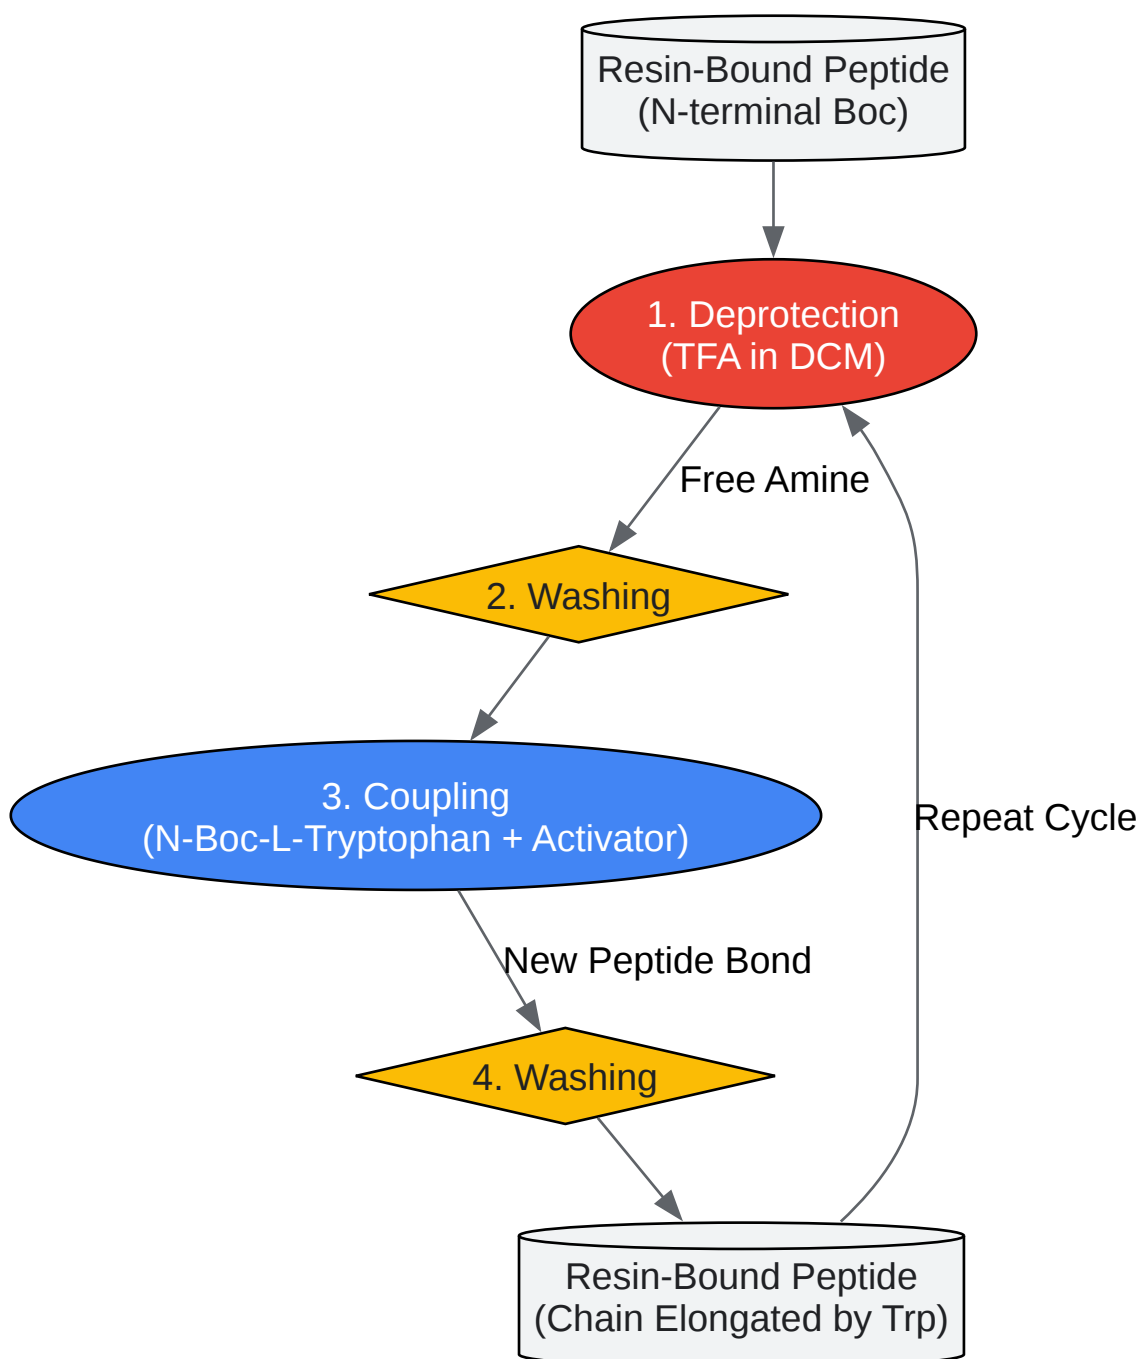 Resin-Bound Peptide
(N-terminal Boc)
1. Deprotection
(TFA in DCM)
Free Amine
2. Washing
3. Coupling
(N-Boc-L-Tryptophan + Activator)
Repeat Cycle
New Peptide Bond
4. Washing
Resin-Bound Peptide
(Chain Elongated by Trp)